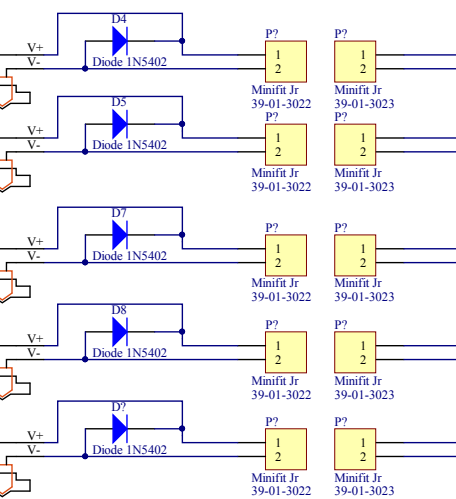 D4
V+
V-
Diode 1N5402
P?
1
2
Minifit Jr
39-01-3022
P?
1
2
Minifit Jr
39-01-3023
D5
V+
V-
Diode 1N5402
P?
1
2
Minifit Jr
39-01-3022
P?
1
2
Minifit Jr
39-01-3023
D7
V+
V-
Diode 1N5402
P?
1
2
Minifit Jr
39-01-3022
P?
1
2
Minifit Jr
39-01-3023
D8
V+
V-
Diode 1N5402
P?
1
2
Minifit Jr
39-01-3022
P?
1
2
Minifit Jr
39-01-3023
D?
V+
V-
Diode 1N5402
P?
1
2
Minifit Jr
39-01-3022
P?
1
2
Minifit Jr
39-01-3023